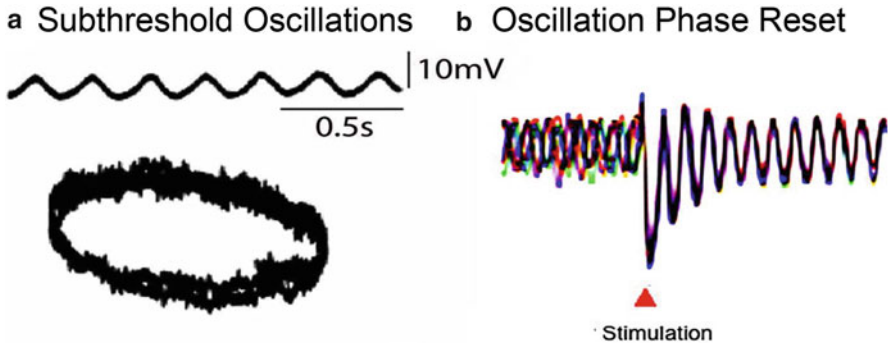 a Subthreshold Oscillations
b Oscillation Phase Reset
10mV
0.5s
Stimulation